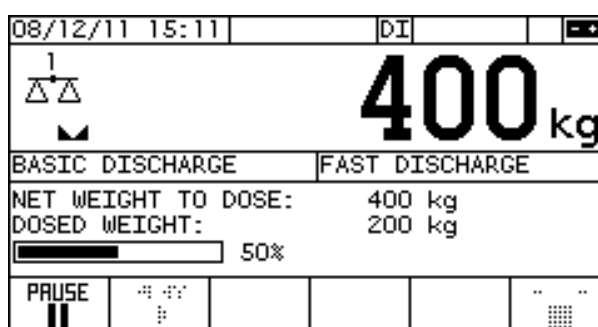 08/12/11 15:11 DI
1
400 kg
BASIC DISCHARGE FAST DISCHARGE
NET WEIGHT TO DOSE: 400 kg
DOSED WEIGHT: 200 kg
50%
PAUSE